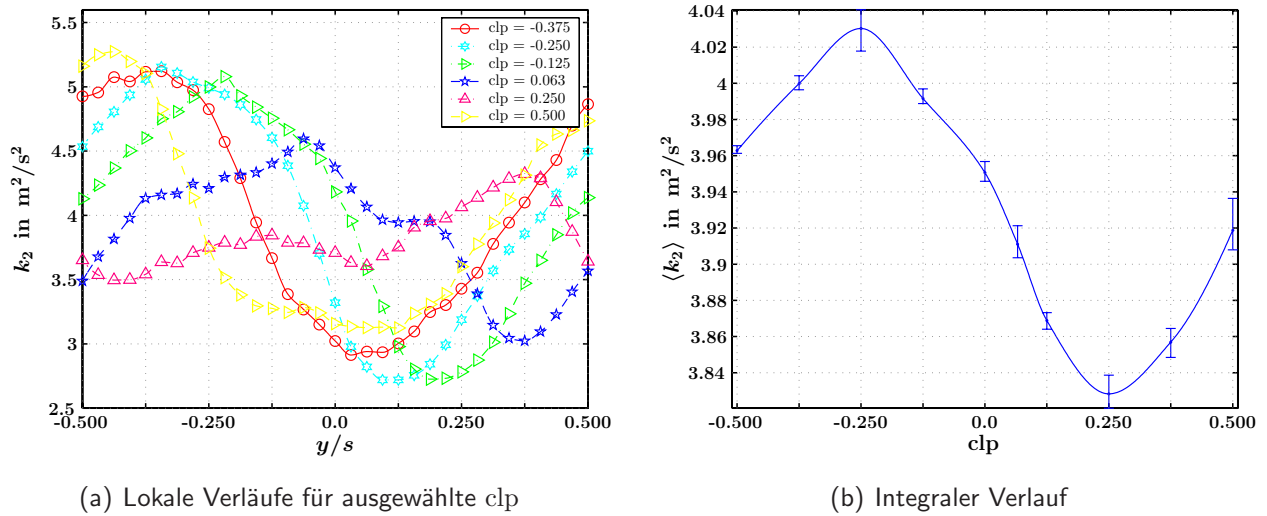 5.5
5
4.5
4
3.5
3
2.5
k₂ in m²/s²
-0.500
-0.250
0.0
0.250
0.500
y/s
clp = -0.375
clp = -0.250
clp = -0.125
clp = 0.063
clp = 0.250
clp = 0.500
(a) Lokale Verläufe für ausgewählte clp
4.04
4.02
4
3.98
3.96
3.94
3.92
3.9
3.88
3.86
3.84
⟨k₂⟩ in m²/s²
-0.500
-0.250
0.0
0.250
0.500
clp
(b) Integraler Verlauf